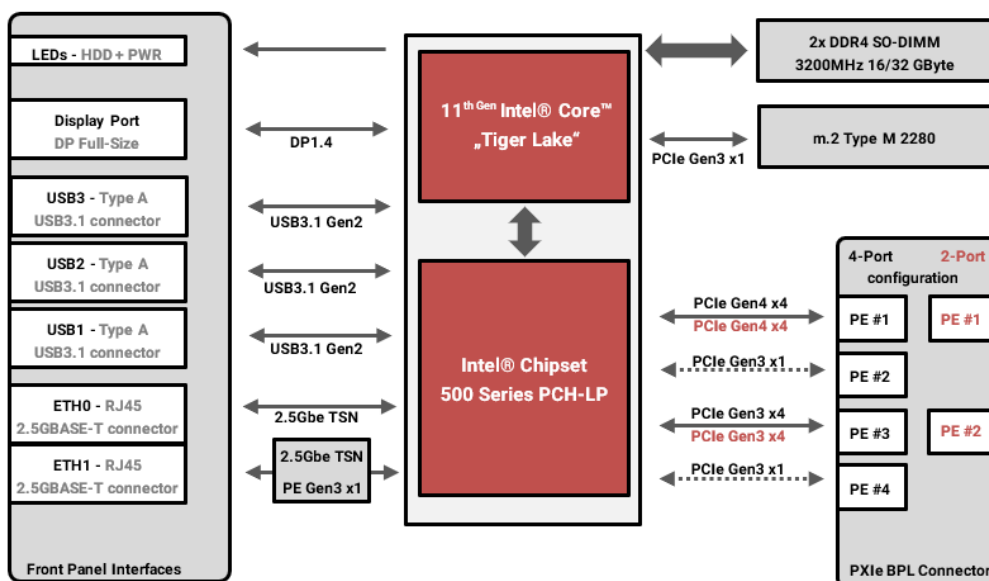 LEDs - HDD + PWR
Display Port
DP Full-Size
USB3 - Type A
USB3.1 connector
USB2 - Type A
USB3.1 connector
USB1 - Type A
USB3.1 connector
ETH0 - RJ45
2.5GBASE-T connector
ETH1 - RJ45
2.5GBASE-T connector
Front Panel Interfaces
DP1.4
USB3.1 Gen2
USB3.1 Gen2
USB3.1 Gen2
2.5Gbe TSN
2.5Gbe TSN
PE Gen3 x1
11th Gen Intel® Core™
„Tiger Lake“
Intel® Chipset
500 Series PCH-LP
2x DDR4 SO-DIMM
3200MHz 16/32 GByte
PCIe Gen3 x1
m.2 Type M 2280
PCIe Gen4 x4
PCIe Gen4 x4
PCIe Gen3 x1
PCIe Gen3 x4
PCIe Gen3 x4
PCIe Gen3 x1
4-Port 2-Port
configuration
PE #1 PE #1
PE #2
PE #3 PE #2
PE #4
PXIe BPL Connector